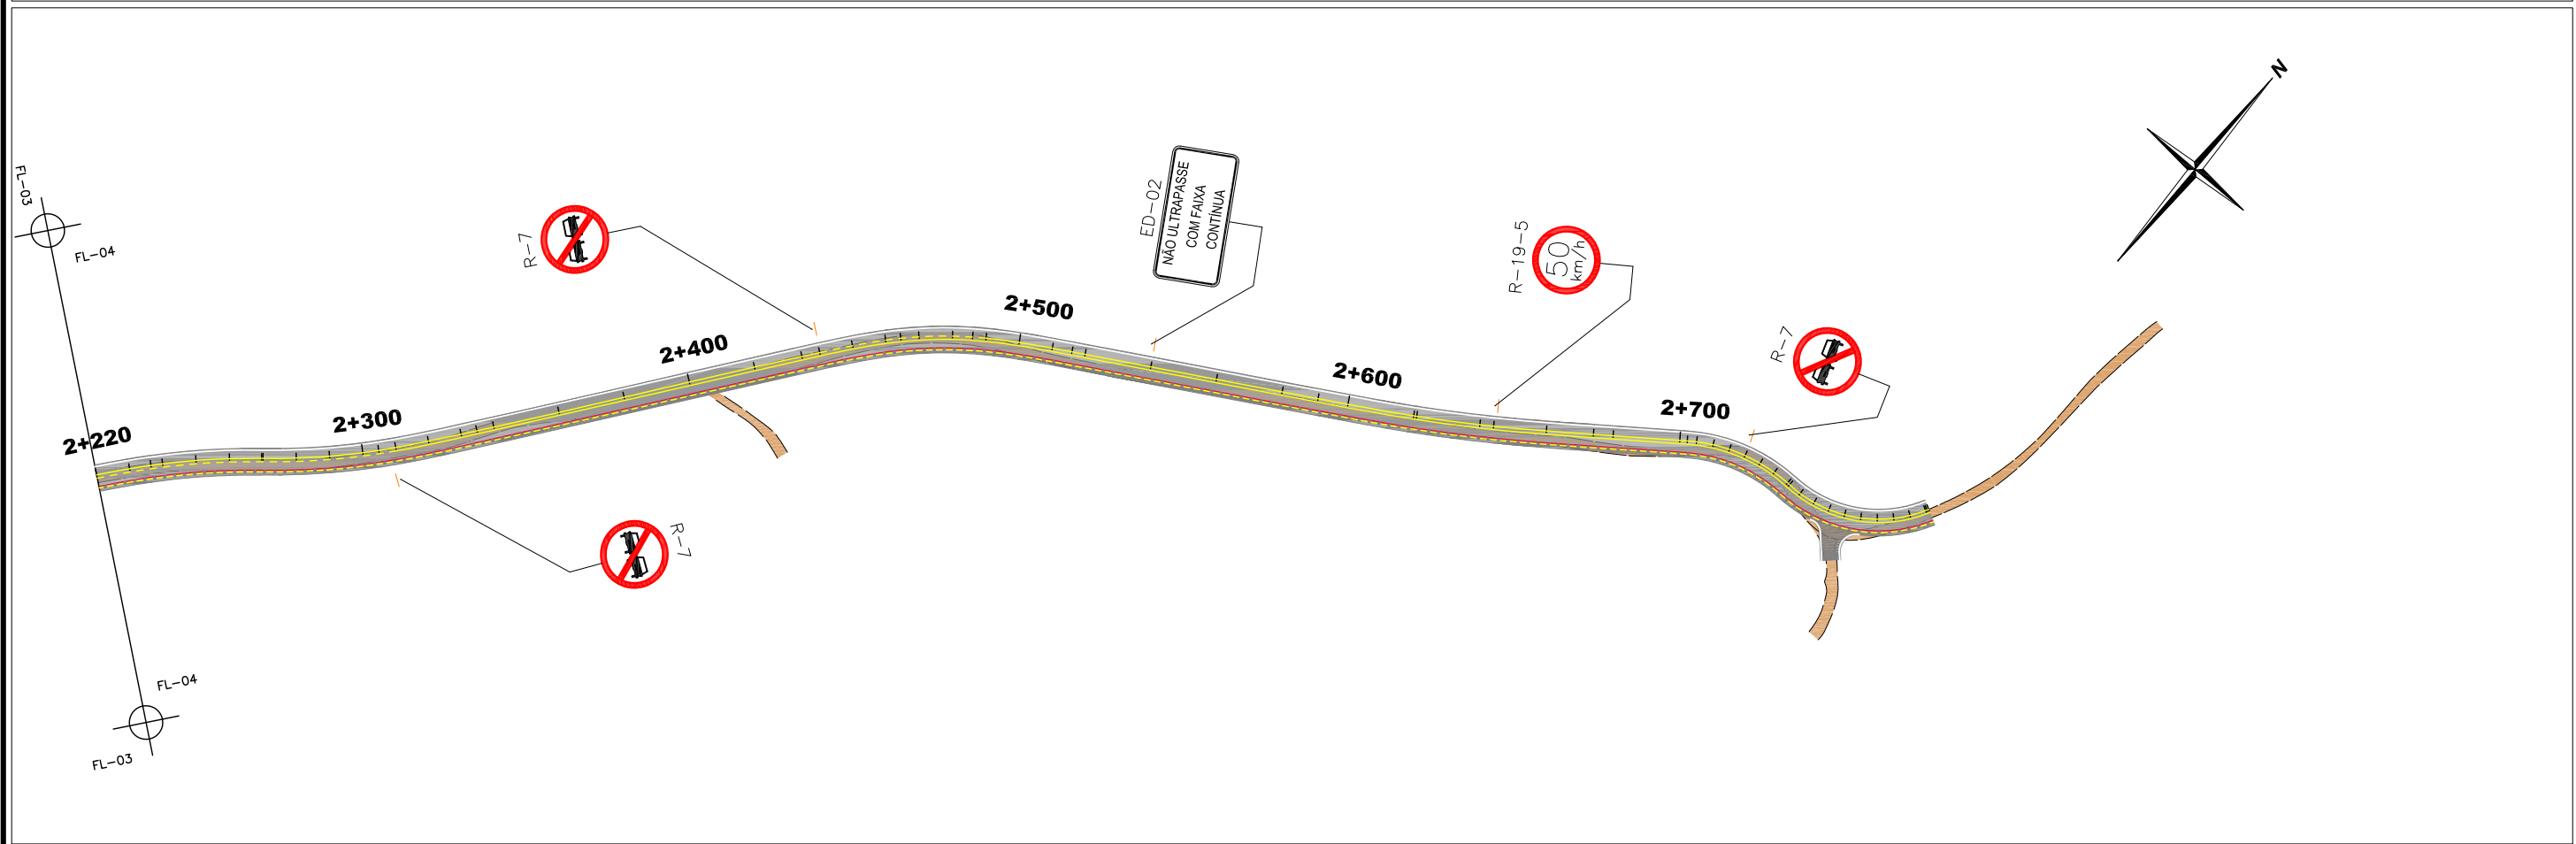 FL-03
FL-04
R-7
ED-02
NÃO ULTRAPASSE
COM FAIXA
CONTÍNUA
R-19-5
50
km/h
R-7
N
2+220
2+300
2+400
2+500
2+600
2+700
R-7
FL-04
FL-03